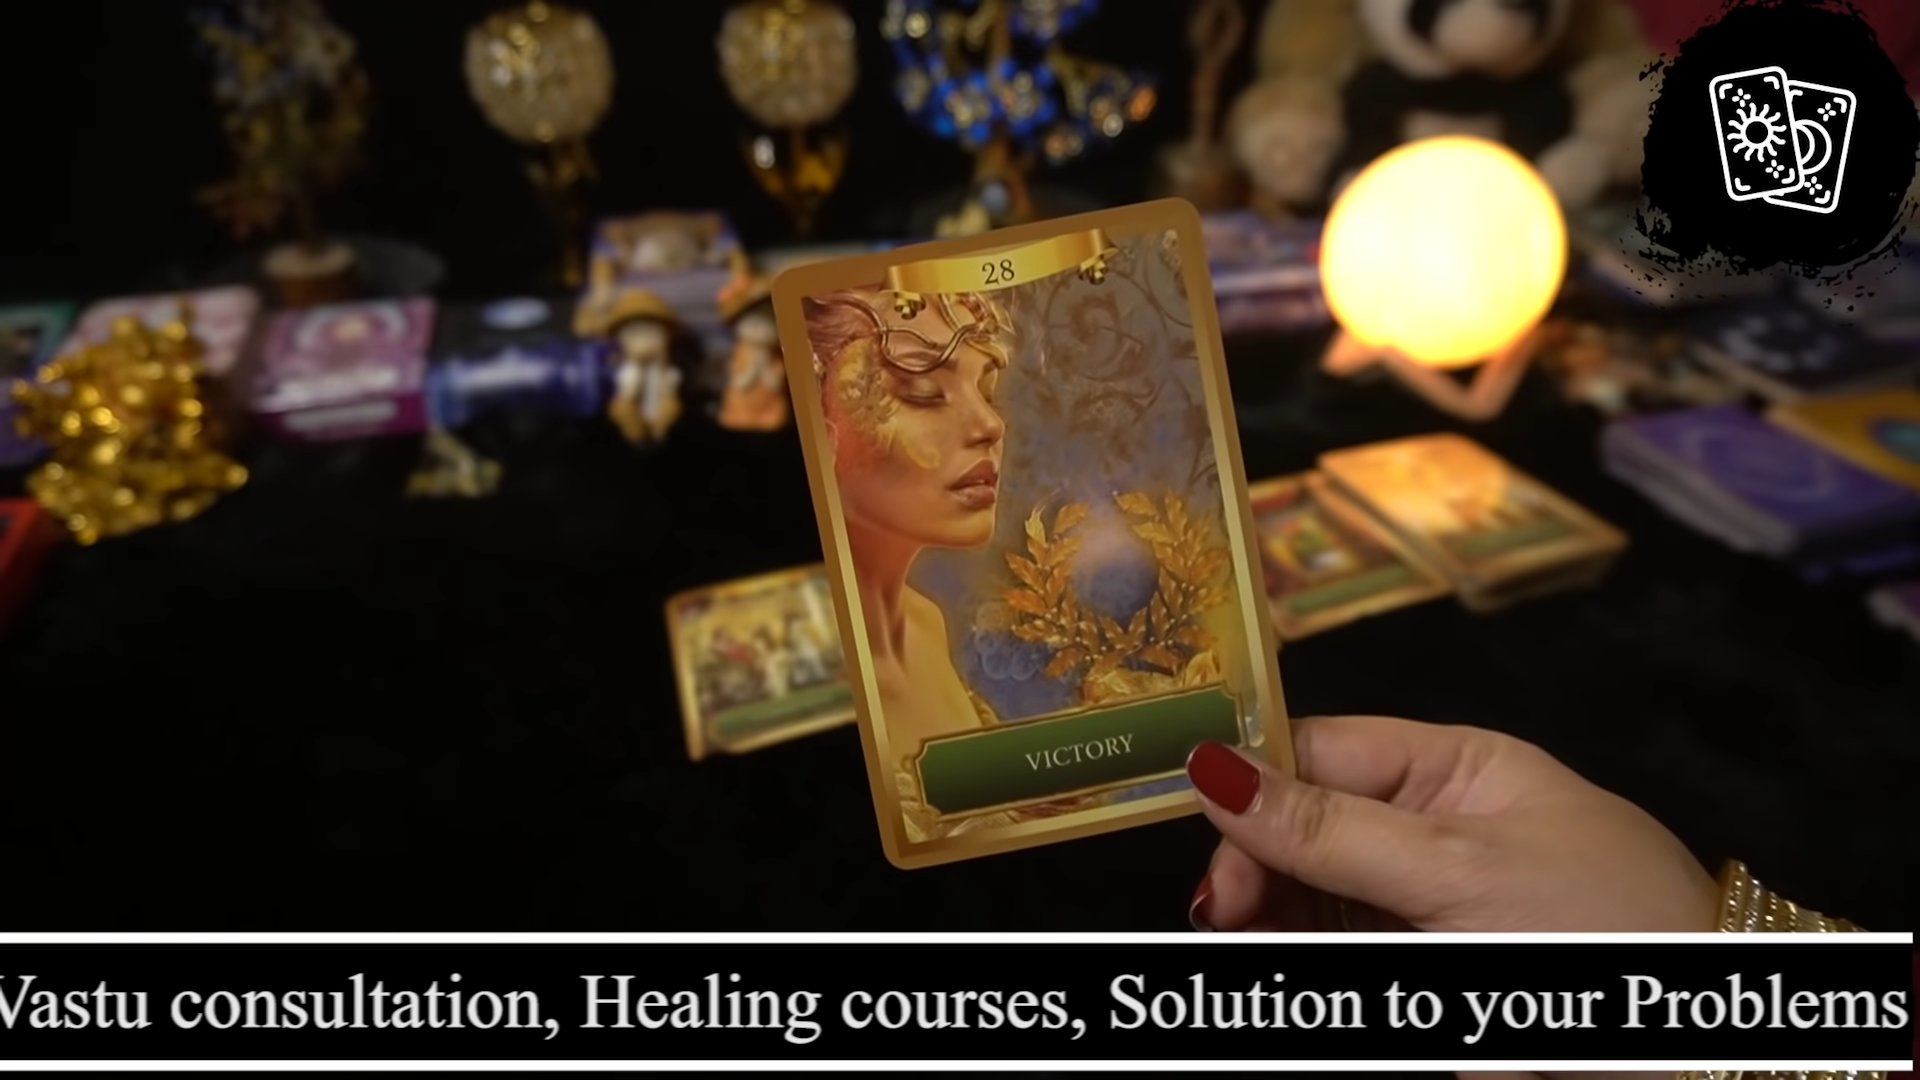 28
VICTORY
Vastu consultation, Healing courses, Solution to your Problems